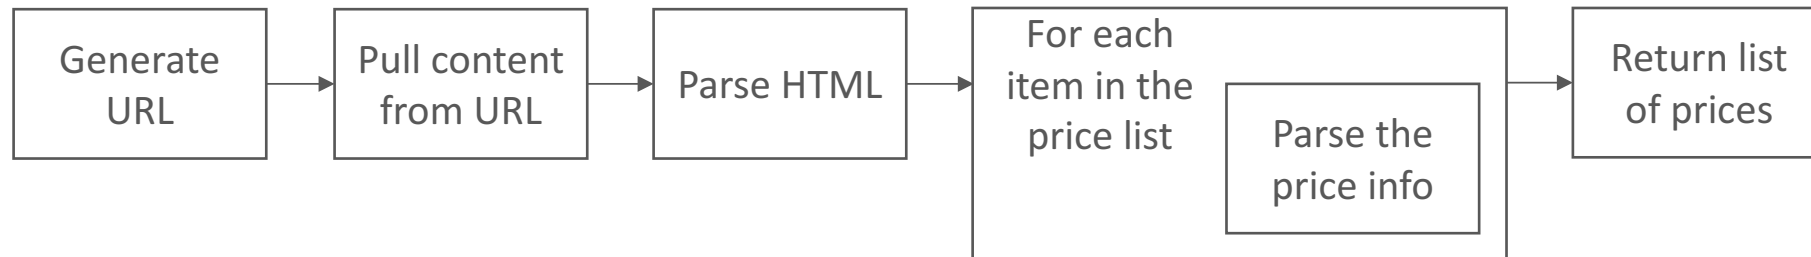 Generate
URL
Pull content
from URL
Parse HTML
For each
item in the
price list
Parse the
price info
Return list
of prices